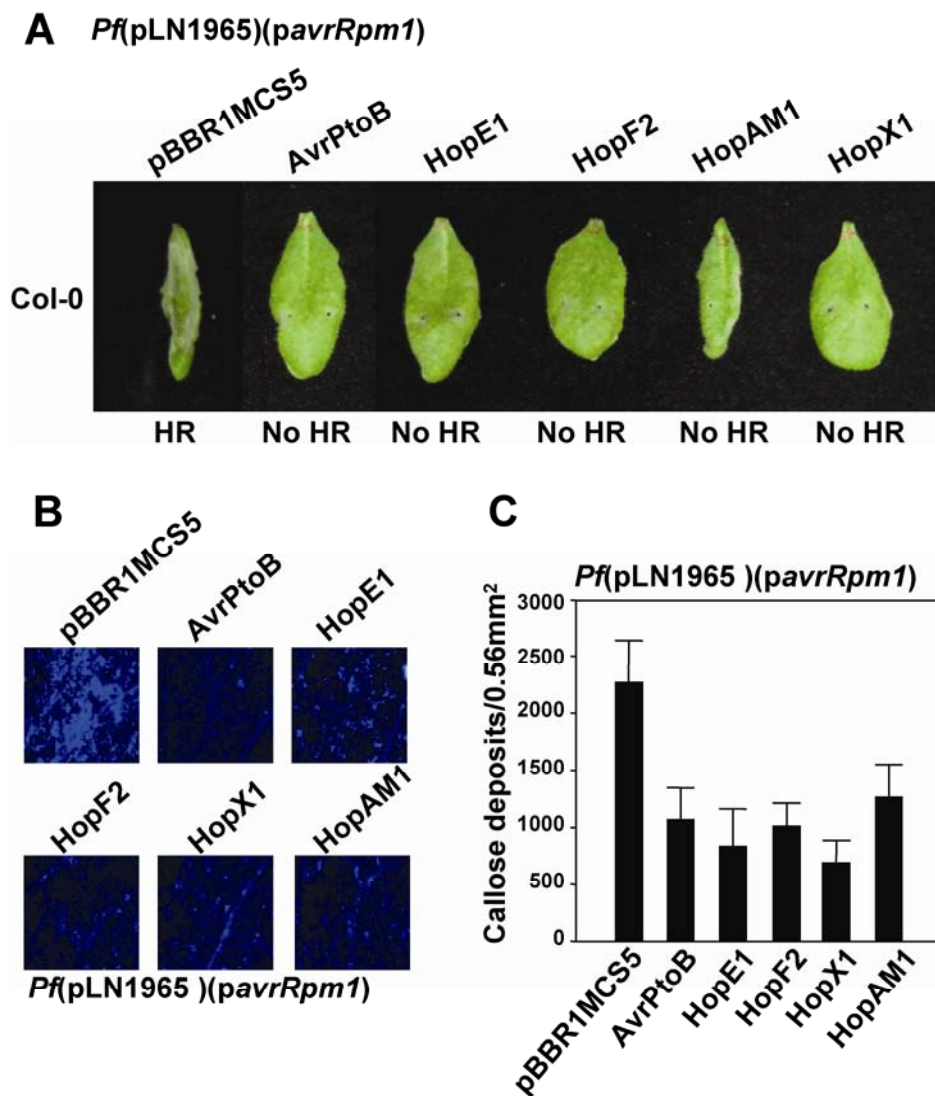 A Pf(pLN1965)(pavrRpm1)
pBBR1MCS5 AvrPtoB HopE1 HopF2 HopAM1 HopX1
Col-0
HR No HR No HR No HR No HR No HR
B
pBBR1MCS5 AvrPtoB HopE1
HopF2 HopX1 HopAM1
Pf(pLN1965 )(pavrRpm1)
C
Pf(pLN1965 )(pavrRpm1)
Callose deposits/0.56mm²
3000
2500
2000
1500
1000
500
0
pBBR1MCS5 AvrPtoB HopE1 HopF2 HopX1 HopAM1